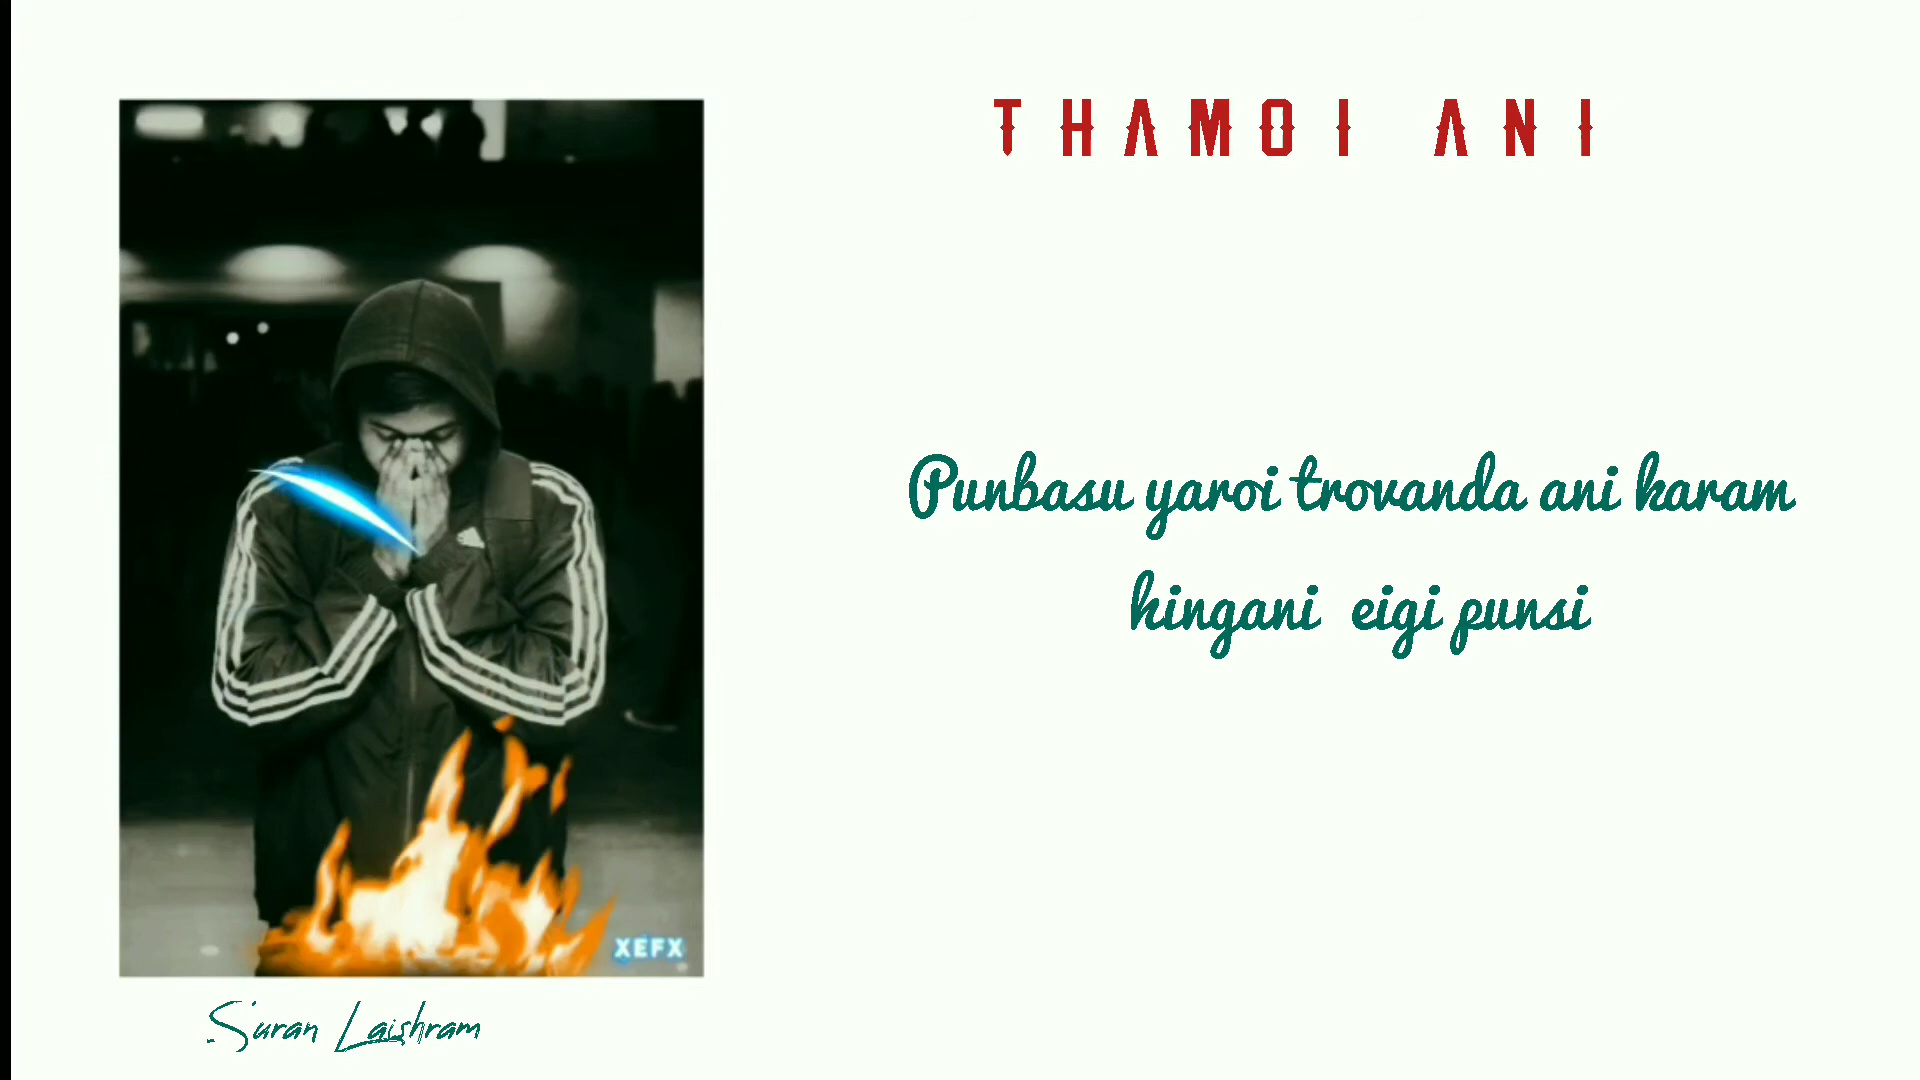 THAMOI ANI
Punbasu yaroi trovanda ani karam
hingani eigi punsi
XEFX
Suran Laishram